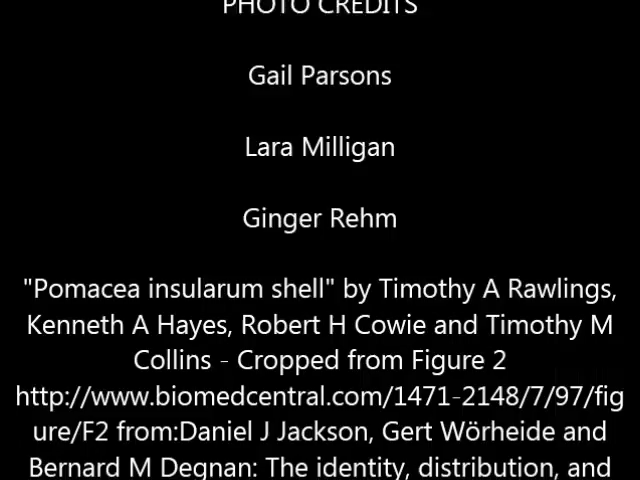 PHOTO CREDITS
Gail Parsons
Lara Milligan
Ginger Rehm
"Pomacea insularum shell" by Timothy A Rawlings,
Kenneth A Hayes, Robert H Cowie and Timothy M
Collins - Cropped from Figure 2
http://www.biomedcentral.com/1471-2148/7/97/fig
ure/F2 from:Daniel J Jackson, Gert Wörheide and
Bernard M Degnan: The identity, distribution, and